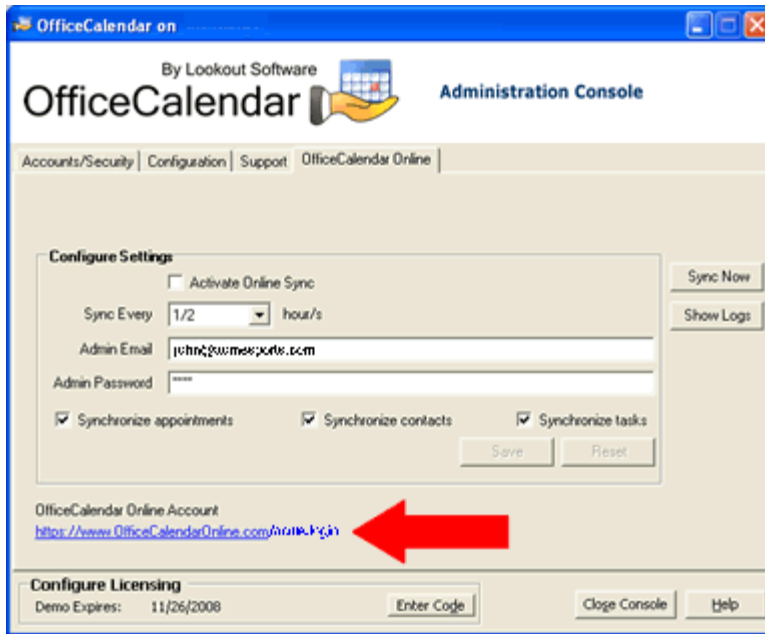 OfficeCalendar on
By Lookout Software
OfficeCalendar
Administration Console
Accounts/Security Configuration Support OfficeCalendar Online
Configure Settings
Activate Online Sync
Sync Now
Sync Every 1/2 hour/s
Show Logs
Admin Email
Admin Password ****
Synchronize appointments Synchronize contacts Synchronize tasks
Save Reset
OfficeCalendar Online Account
https://www.OfficeCalendarOnline.com/
Configure Licensing
Demo Expires: 11/26/2008 Enter Code Close Console Help